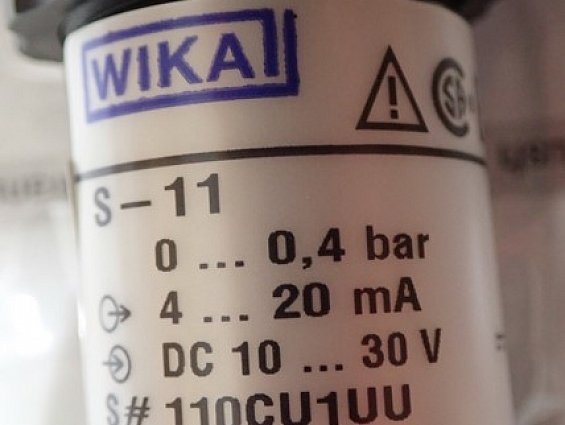 WIKA
S-11
0 ... 0,4 bar
4 ... 20 mA
DC 10 ... 30 V
S# 110CU1UU